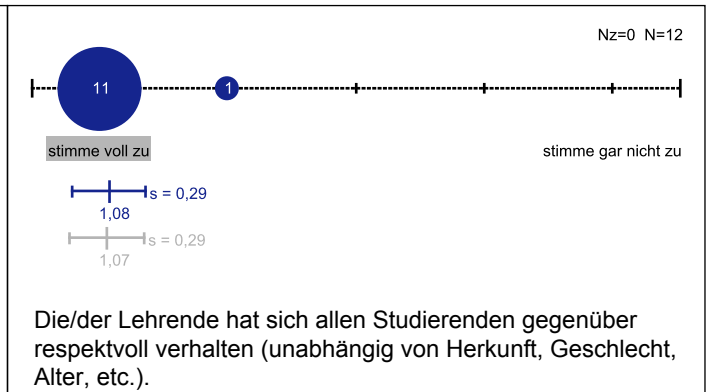 Nz=0 N=12
11
1
stimme voll zu
stimme gar nicht zu
s = 0,29
1,08
s = 0,29
1,07
Die/der Lehrende hat sich allen Studierenden gegenüber
respektvoll verhalten (unabhängig von Herkunft, Geschlecht,
Alter, etc.).